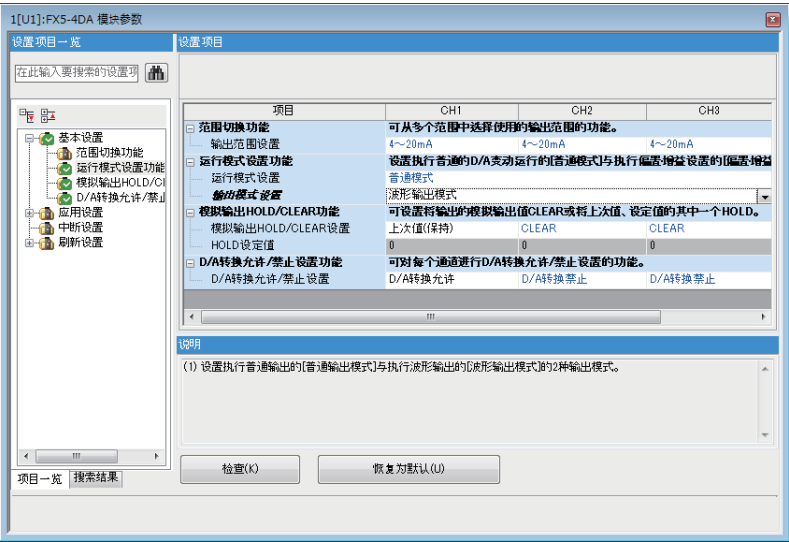 1[U1]:FX5-4DA 模块参数
设置项目一览
在此输入要搜索的设置项
基本设置
范围切换功能
运行模式设置功能
模拟输出HOLD/Cl
D/A转换允许/禁止
应用设置
中断设置
刷新设置
项目一览 搜索结果
设置项目
项目 CH1 CH2 CH3
范围切换功能 可从多个范围中选择使用的输出范围的功能。
输出范围设置 4～20mA 4～20mA 4～20mA
运行模式设置功能 设置执行普通的D/A变动运行的[普通模式]与执行偏置·增益设置的[偏置·增益
运行模式设置 普通模式
输出模式设置 波形输出模式
模拟输出HOLD/CLEAR功能 可设置将输出的模拟输出值CLEAR或将上次值、设定值的其中一个HOLD。
模拟输出HOLD/CLEAR设置 上次值(保持) CLEAR CLEAR
HOLD设定值 0 0 0
D/A转换允许/禁止设置功能 可对每个通道进行D/A转换允许/禁止设置的功能。
D/A转换允许/禁止设置 D/A转换允许 D/A转换禁止 D/A转换禁止
说明
(1) 设置执行普通输出的[普通输出模式]与执行波形输出的[波形输出模式]的2种输出模式。
检查(K) 恢复为默认(U)